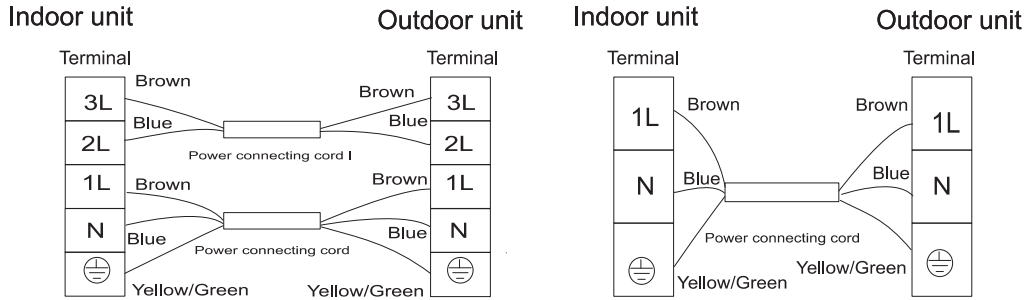 Indoor unit
Outdoor unit
Terminal
Terminal
Brown
Brown
3L
3L
Blue
Blue
2L
2L
Power connecting cord I
Brown
Brown
1L
1L
N
N
Blue
Blue
Power connecting cord
Yellow/Green
Yellow/Green
Indoor unit
Outdoor unit
Terminal
Terminal
Brown
Brown
1L
1L
Blue
Blue
N
N
Power connecting cord
Yellow/Green
Yellow/Green